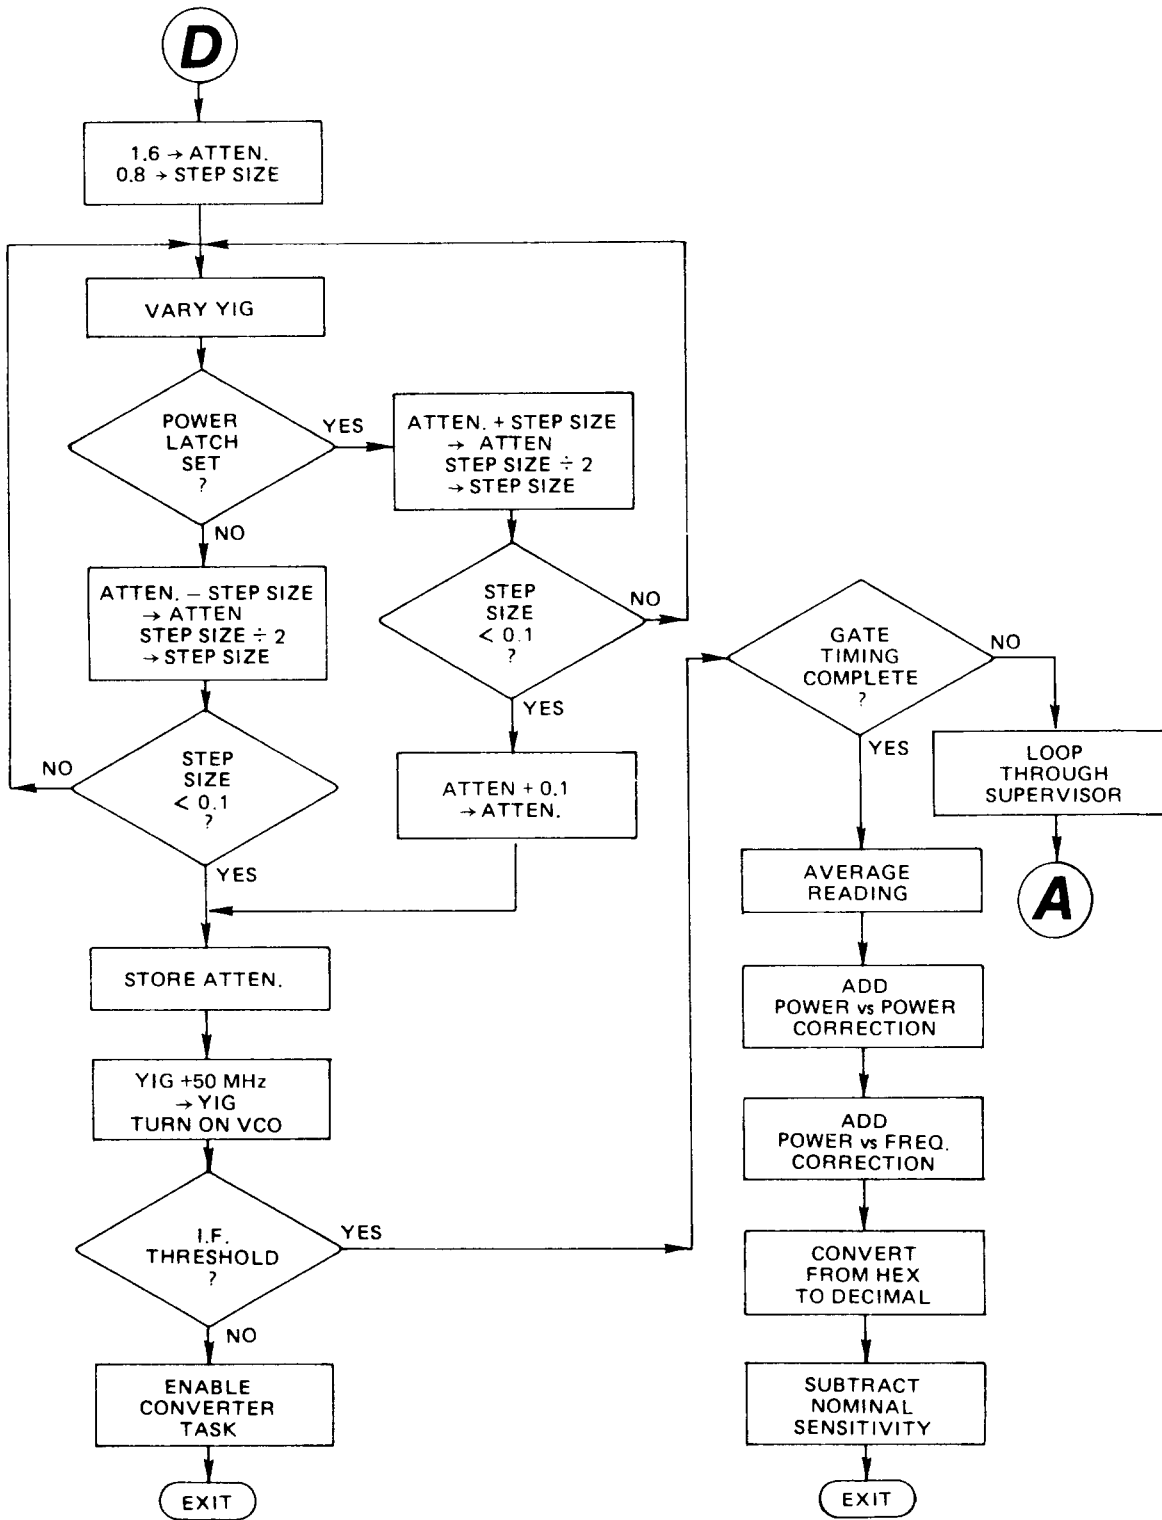 D
1.6 → ATTEN.
0.8 → STEP SIZE
VARY YIG
POWER
LATCH
SET
?
YES
NO
ATTEN. + STEP SIZE
→ ATTEN
STEP SIZE ÷ 2
→ STEP SIZE
ATTEN. – STEP SIZE
→ ATTEN
STEP SIZE ÷ 2
→ STEP SIZE
STEP
SIZE
< 0.1
?
NO
YES
STEP
SIZE
< 0.1
?
NO
YES
ATTEN + 0.1
→ ATTEN.
STORE ATTEN.
YIG +50 MHz
→ YIG
TURN ON VCO
I.F.
THRESHOLD
?
YES
NO
ENABLE
CONVERTER
TASK
EXIT
GATE
TIMING
COMPLETE
?
NO
YES
LOOP
THROUGH
SUPERVISOR
A
AVERAGE
READING
ADD
POWER vs POWER
CORRECTION
ADD
POWER vs FREQ.
CORRECTION
CONVERT
FROM HEX
TO DECIMAL
SUBTRACT
NOMINAL
SENSITIVITY
EXIT